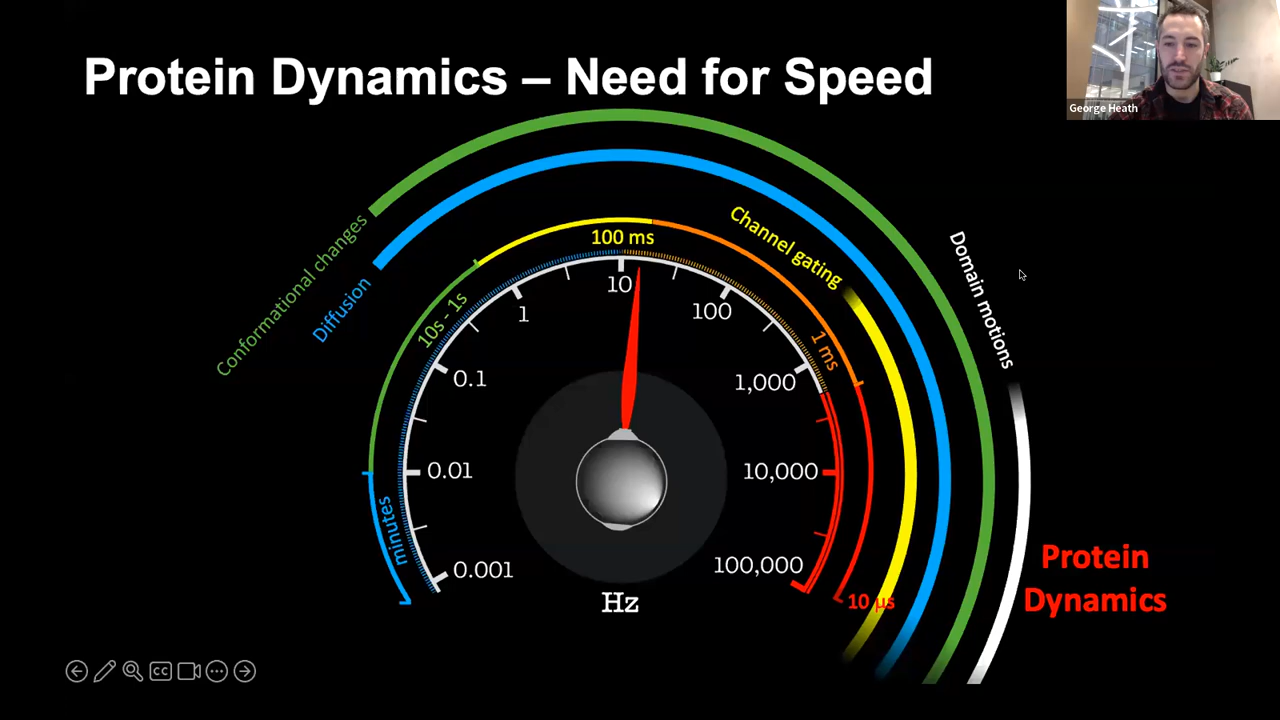 Protein Dynamics – Need for Speed
George Heath
Conformational changes
Diffusion
Channel gating
Domain motions
minutes
10s - 1s
100 ms
1 ms
10 µs
0.001
0.01
0.1
1
10
100
1,000
10,000
100,000
Hz
Protein
Dynamics
CC